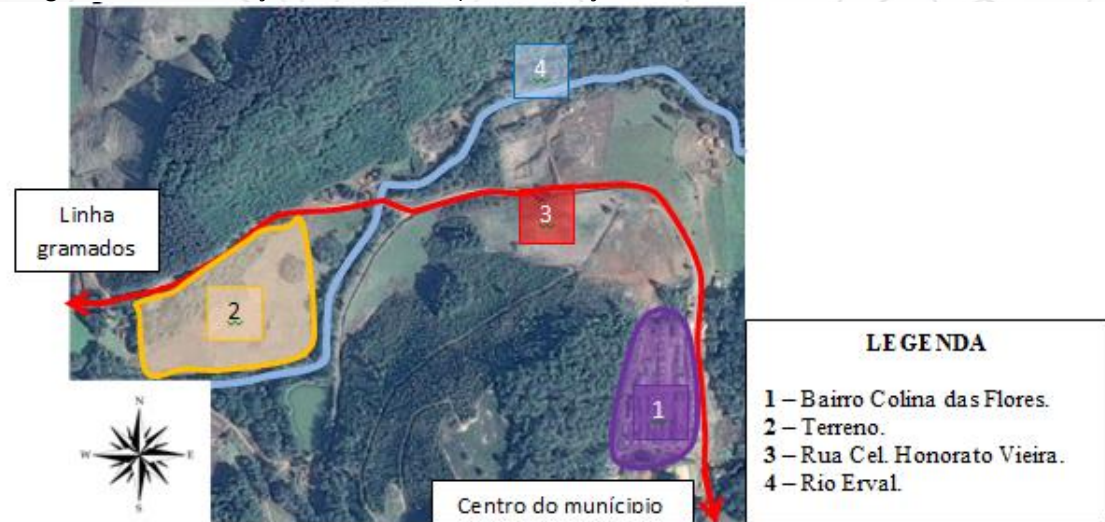 4
Linha
gramados
3
2
LEGENDA
1 – Bairro Colina das Flores.
2 – Terreno.
3 – Rua Cel. Honorato Vieira.
4 – Rio Erval.
1
N
W
E
S
Centro do munícipio